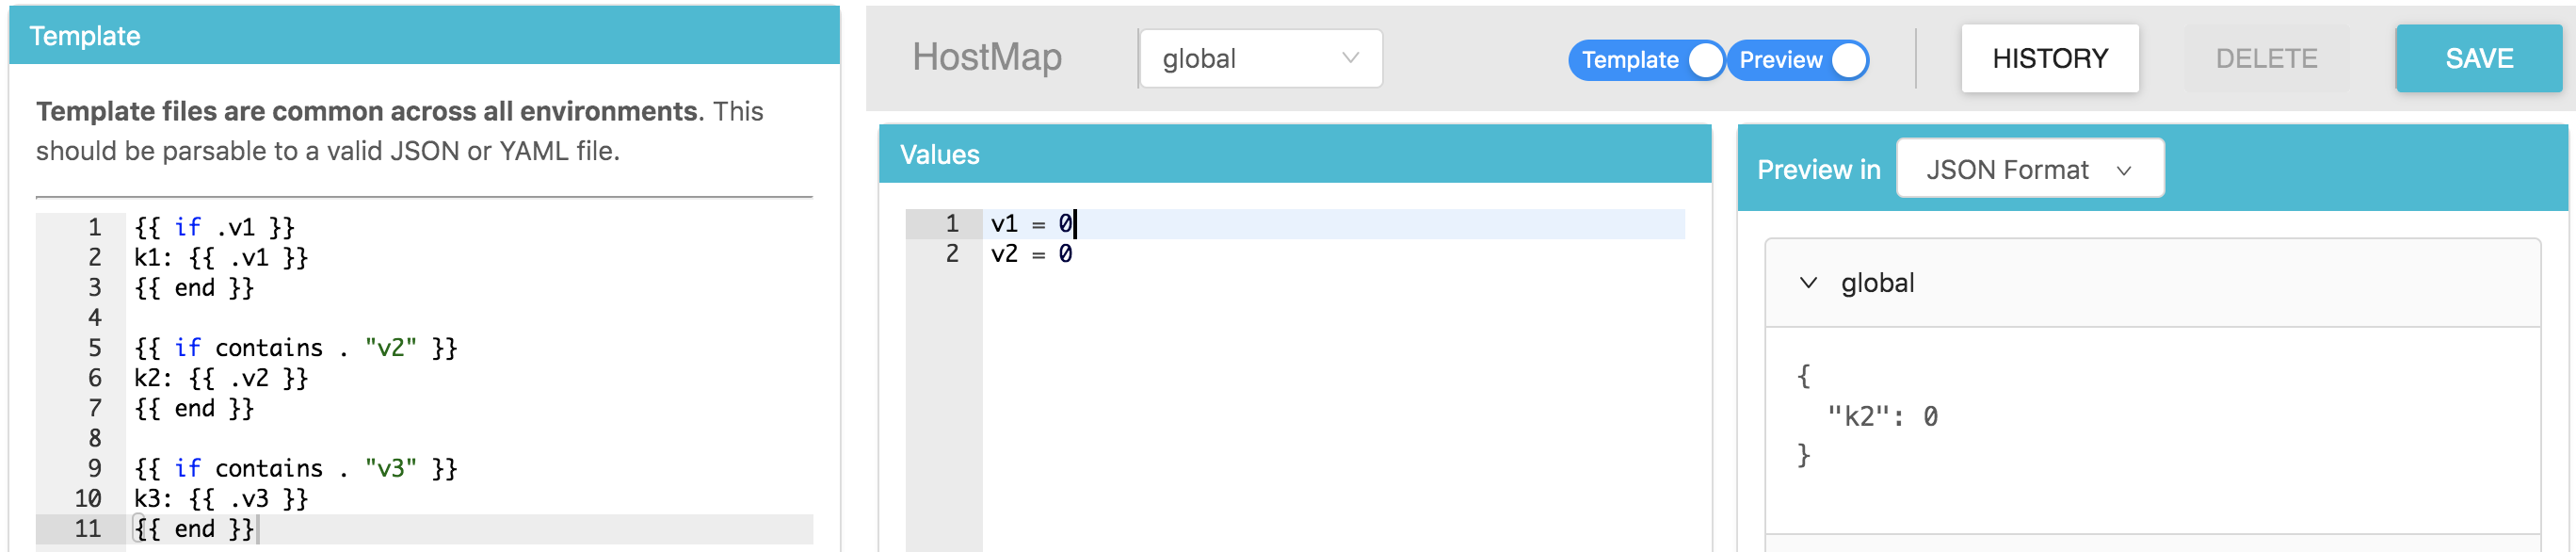 Template
Template files are common across all environments. This
should be parsable to a valid JSON or YAML file.
1 {{ if .v1 }}
2 k1: {{ .v1 }}
3 {{ end }}
4
5 {{ if contains . "v2" }}
6 k2: {{ .v2 }}
7 {{ end }}
8
9 {{ if contains . "v3" }}
10 k3: {{ .v3 }}
11 {{ end }}
HostMap global Template Preview HISTORY DELETE SAVE
Values
1 v1 = 0
2 v2 = 0
Preview in JSON Format
global
{
"k2": 0
}